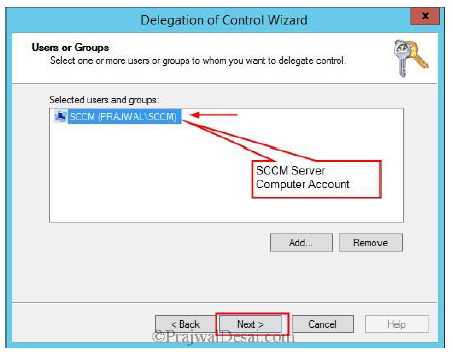 Delegation of Control Wizard
x
Users or Groups
Select one or more users or groups to whom you want to delegate control.
Selected users and groups:
SCCM (PRAJWAL\SCCM)
SCCM Server
Computer Account
Add...
Remove
< Back
Next >
Cancel
Help
©PrajwalDesai.com